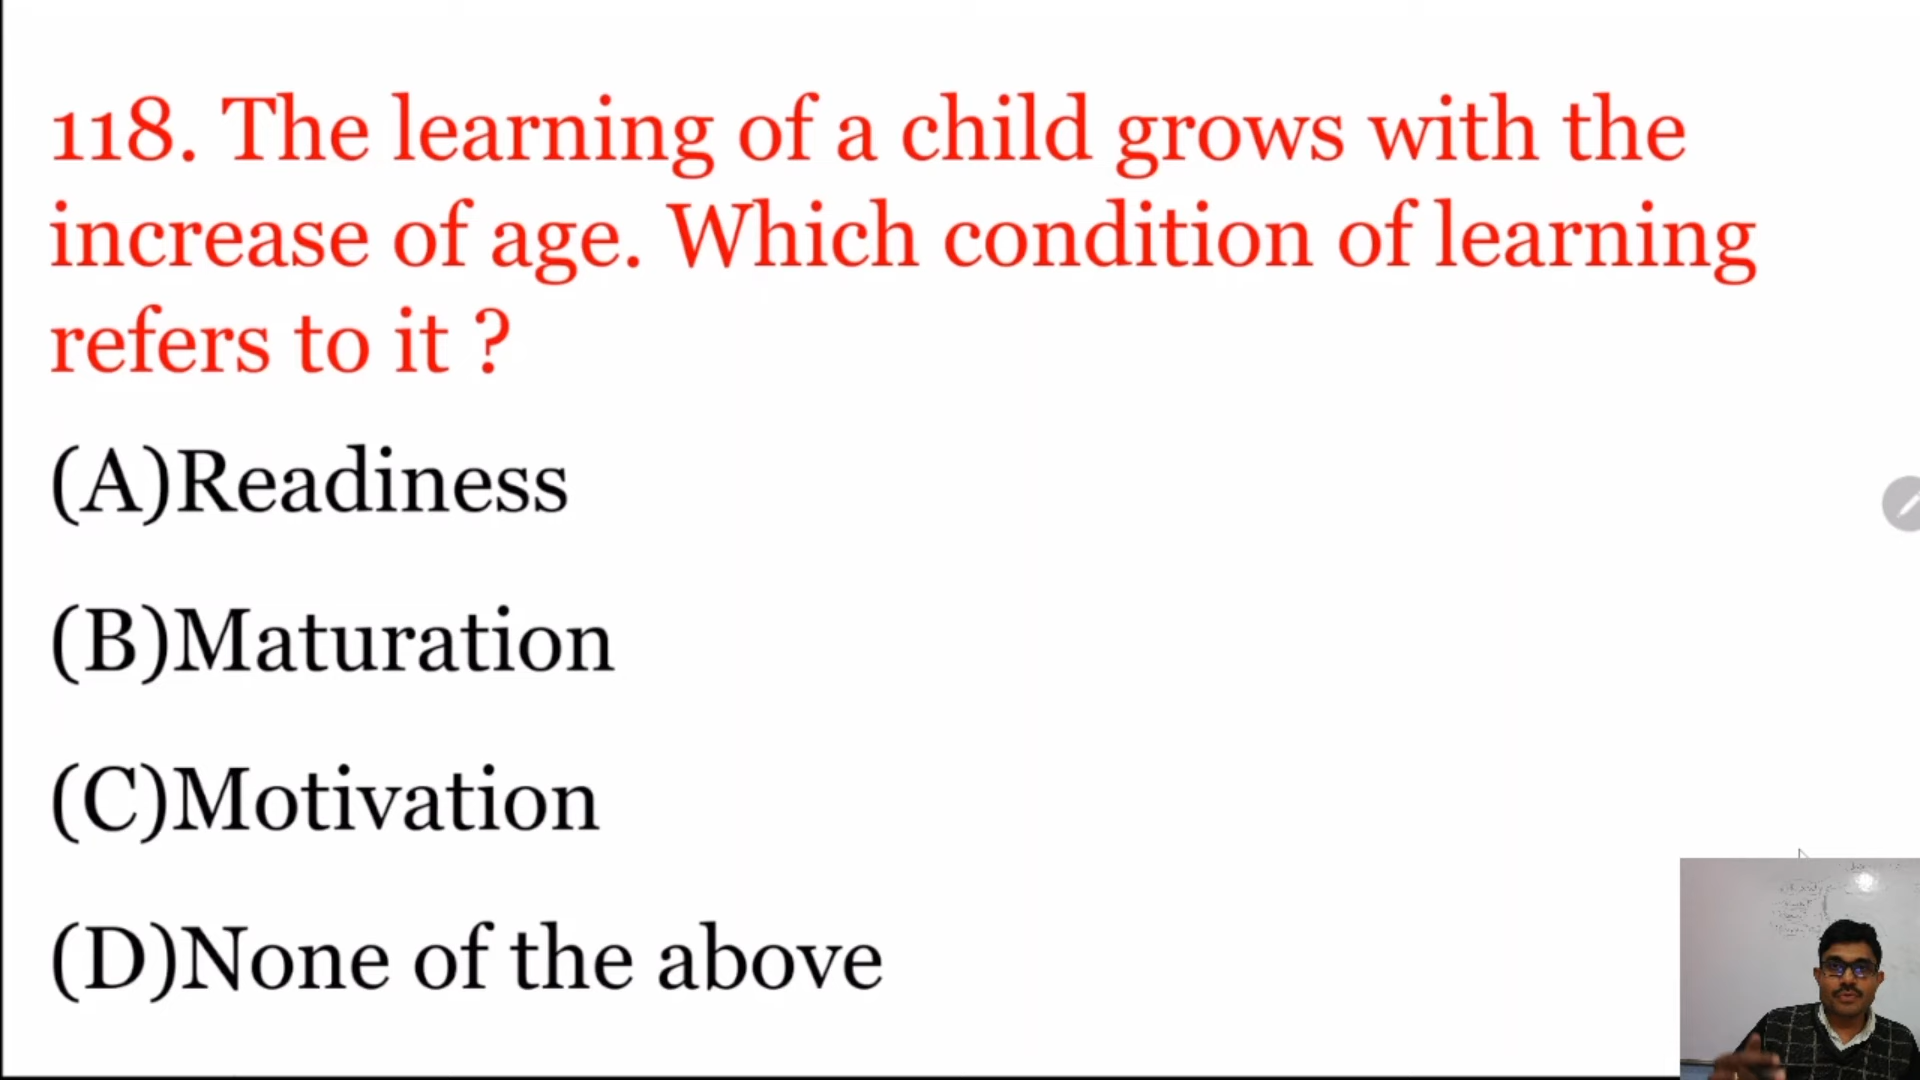 118. The learning of a child grows with the
increase of age. Which condition of learning
refers to it ?
(A)Readiness
(B)Maturation
(C)Motivation
(D)None of the above